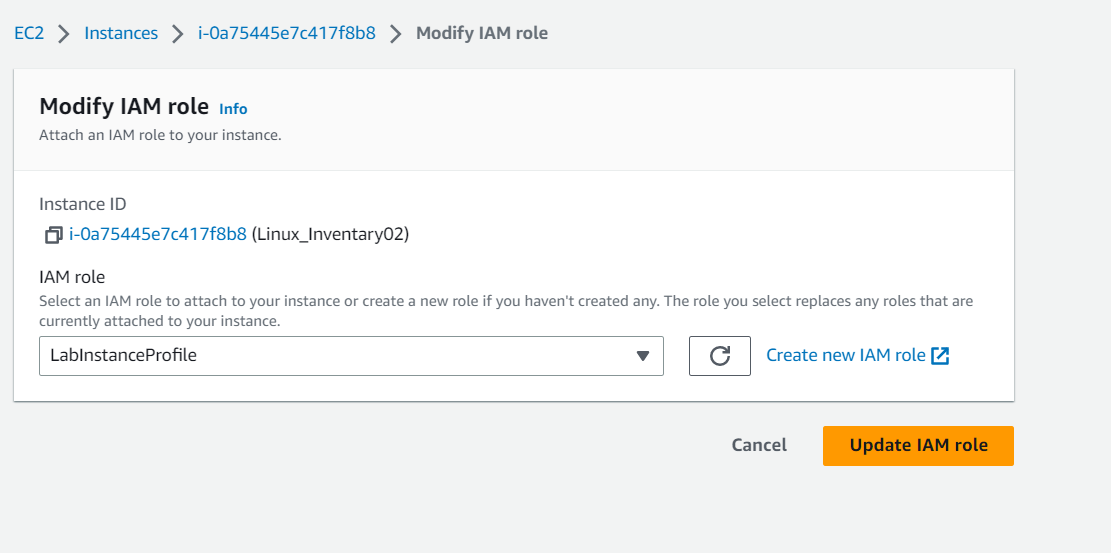 EC2 > Instances > i-0a75445e7c417f8b8 > Modify IAM role
Modify IAM role Info
Attach an IAM role to your instance.
Instance ID
i-0a75445e7c417f8b8 (Linux_Inventary02)
IAM role
Select an IAM role to attach to your instance or create a new role if you haven't created any. The role you select replaces any roles that are
currently attached to your instance.
LabInstanceProfile
Create new IAM role
Cancel
Update IAM role